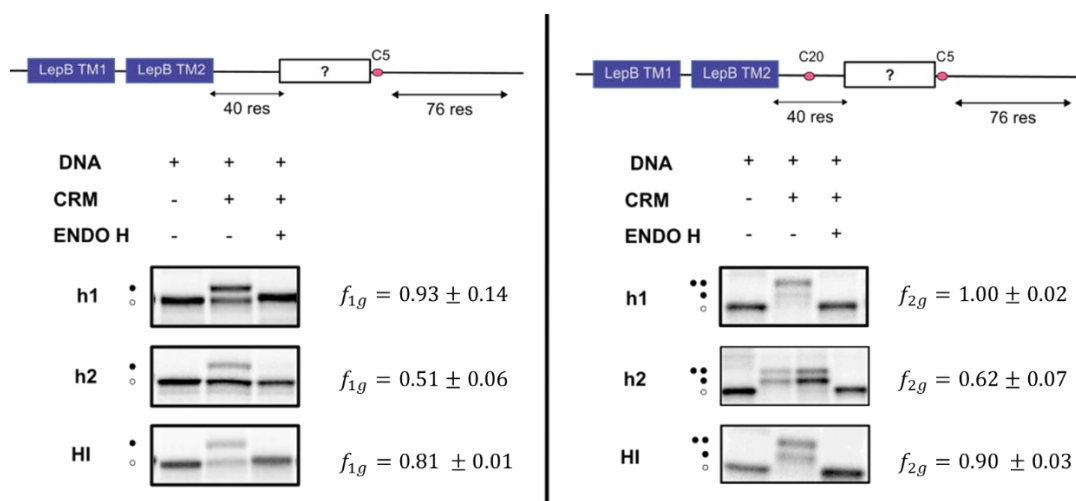 C5
LepB TM1 LepB TM2 ?
40 res
76 res
DNA + + +
CRM - + +
ENDO H - - +
h1 f1g = 0.93 ± 0.14
h2 f1g = 0.51 ± 0.06
HI f1g = 0.81 ± 0.01
C20 C5
LepB TM1 LepB TM2 ?
40 res
76 res
DNA + + +
CRM - + +
ENDO H - - +
h1 f2g = 1.00 ± 0.02
h2 f2g = 0.62 ± 0.07
HI f2g = 0.90 ± 0.03